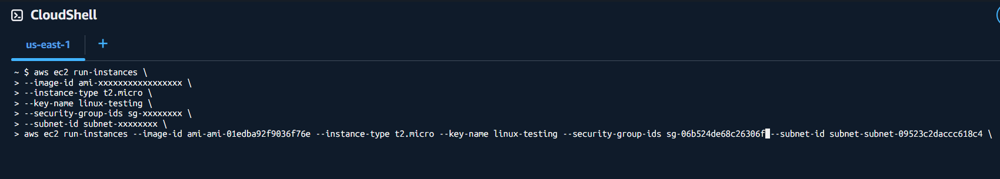 CloudShell
us-east-1 +
~ $ aws ec2 run-instances \
> --image-id ami-xxxxxxxxxxxxxxxxx \
> --instance-type t2.micro \
> --key-name linux-testing \
> --security-group-ids sg-xxxxxxxx \
> --subnet-id subnet-xxxxxxxx \
> aws ec2 run-instances --image-id ami-ami-01edba92f9036f76e --instance-type t2.micro --key-name linux-testing --security-group-ids sg-06b524de68c26306f --subnet-id subnet-subnet-09523c2daccc618c4 \